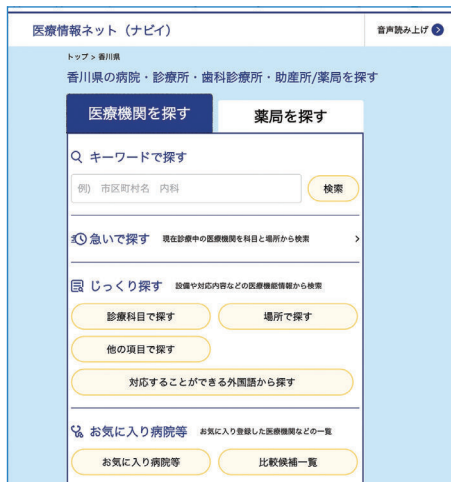 医療情報ネット（ナビイ）
音声読み上げ
トップ > 香川県
香川県の病院・診療所・歯科診療所・助産所/薬局を探す
医療機関を探す
薬局を探す
キーワードで探す
例) 市区町村名 内科
検索
急いで探す 現在診療中の医療機関を科目と場所から検索
じっくり探す 設備や対応内容などの医療機能情報から検索
診療科目で探す
場所で探す
他の項目で探す
対応することができる外国語から探す
お気に入り病院等 お気に入り登録した医療機関などの一覧
お気に入り病院等
比較候補一覧